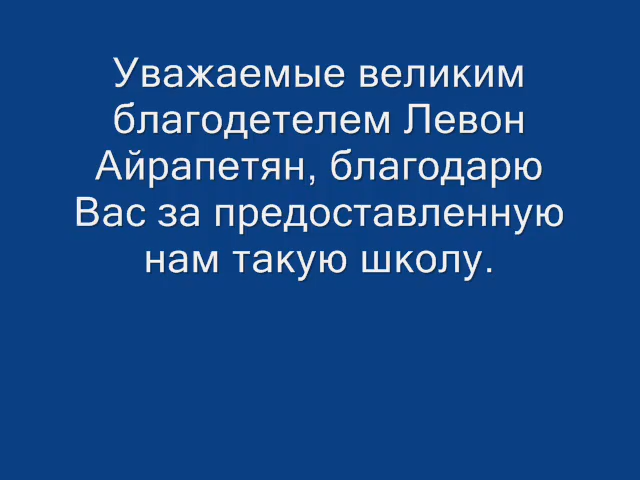 Уважаемые великим
благодетелем Левон
Айрапетян, благодарю
Вас за предоставленную
нам такую школу.